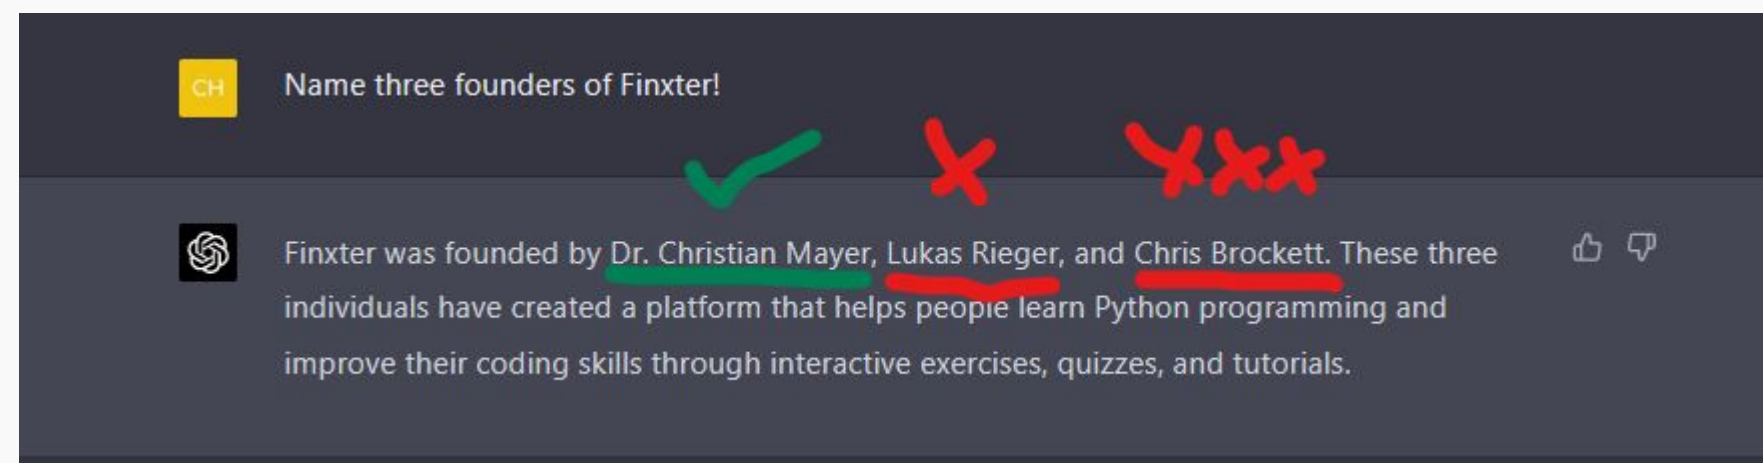 CH
Name three founders of Finxter!
Finxter was founded by Dr. Christian Mayer, Lukas Rieger, and Chris Brockett. These three
individuals have created a platform that helps people learn Python programming and
improve their coding skills through interactive exercises, quizzes, and tutorials.